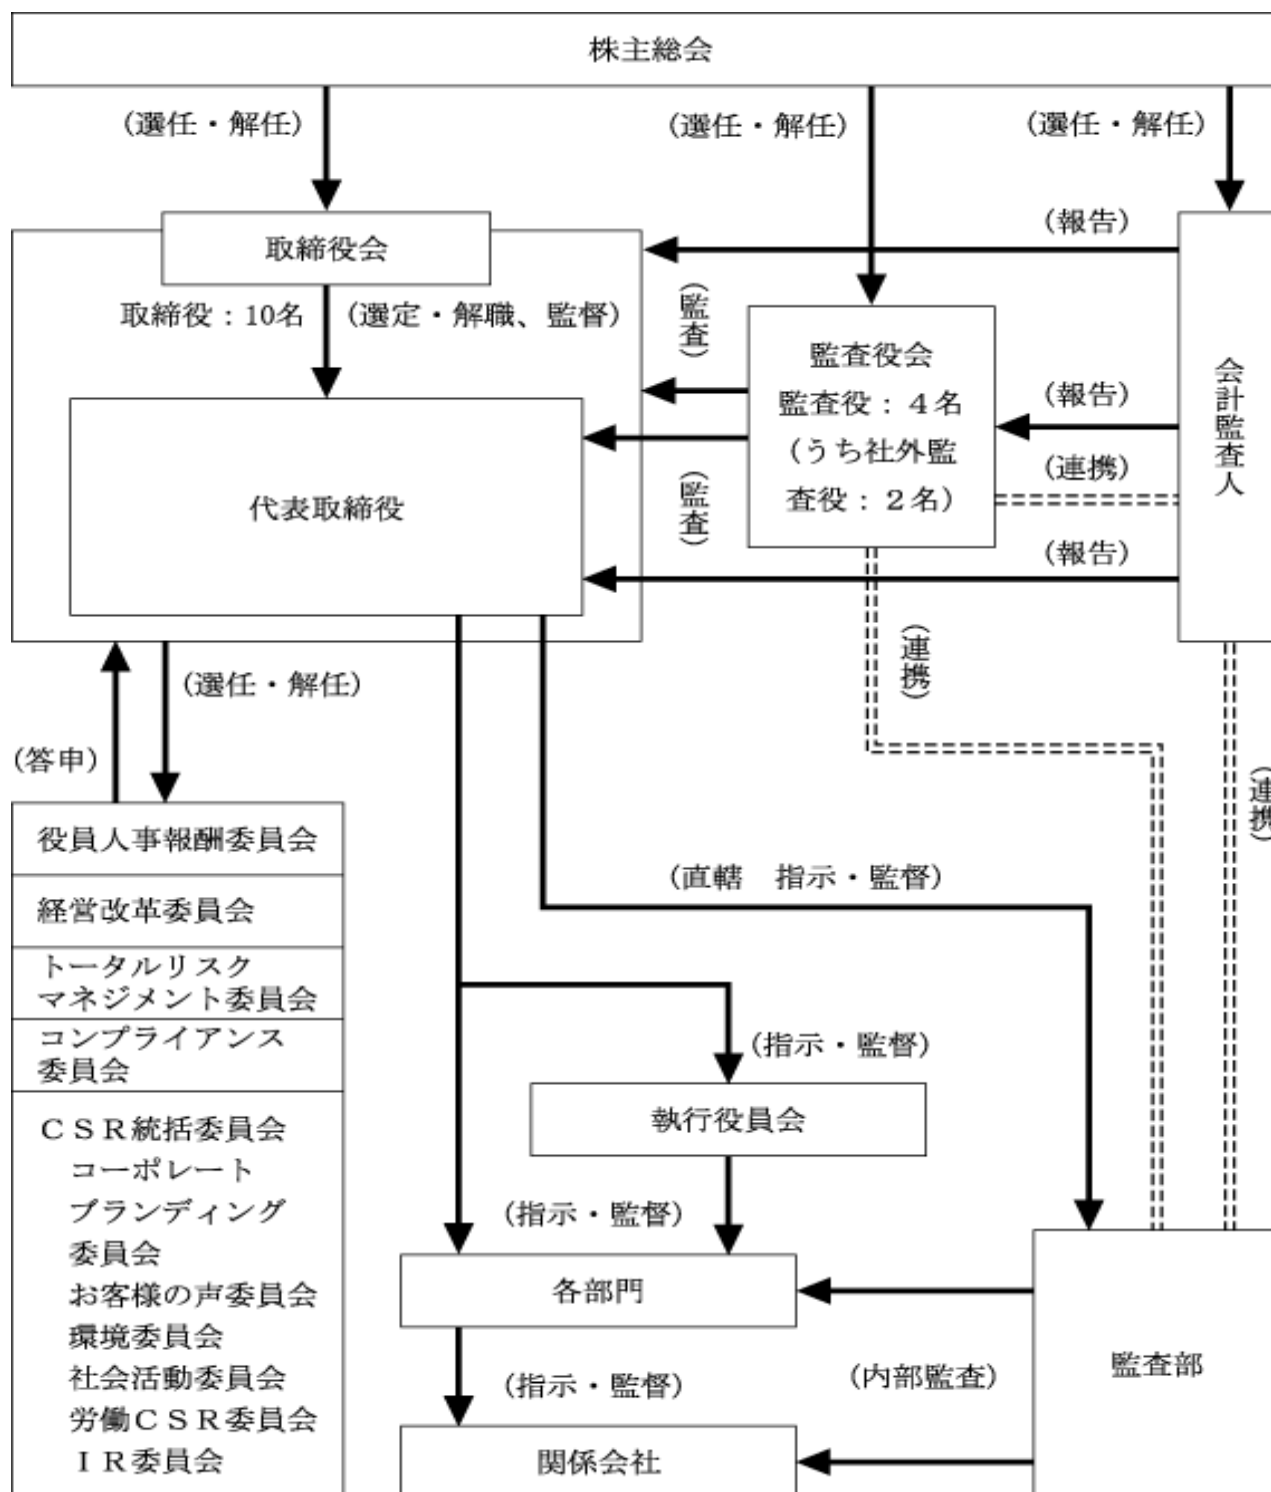 株主総会
(選任・解任)
(選任・解任)
(選任・解任)
取締役会
(報告)
取締役：10名
(選定・解職、監督)
(監査)
監査役会
監査役：４名
(うち社外監
査役：２名)
会計監査人
(報告)
(連携)
代表取締役
(監査)
(報告)
(連携)
(選任・解任)
(答申)
(連携)
役員人事報酬委員会
経営改革委員会
トータルリスク
マネジメント委員会
コンプライアンス
委員会
ＣＳＲ統括委員会
コーポレート
ブランディング
委員会
お客様の声委員会
環境委員会
社会活動委員会
労働ＣＳＲ委員会
ＩＲ委員会
(直轄　指示・監督)
(指示・監督)
執行役員会
(指示・監督)
各部門
(指示・監督)
(内部監査)
監査部
関係会社